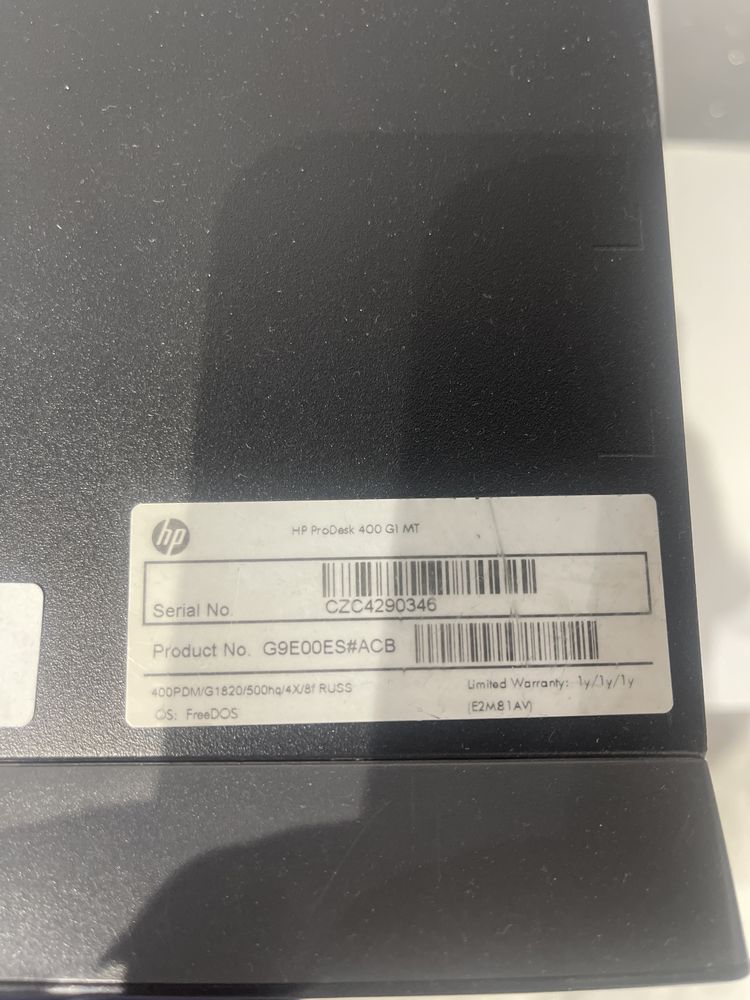 hp
HP ProDesk 400 G1 MT
Serial No.
CZC4290346
Product No. G9E00ES#ACB
400PDM/G1820/500hq/4X/8f RUSS
Limited Warranty: 1y/1y/1y
OS: FreeDOS
(E2M81AV)